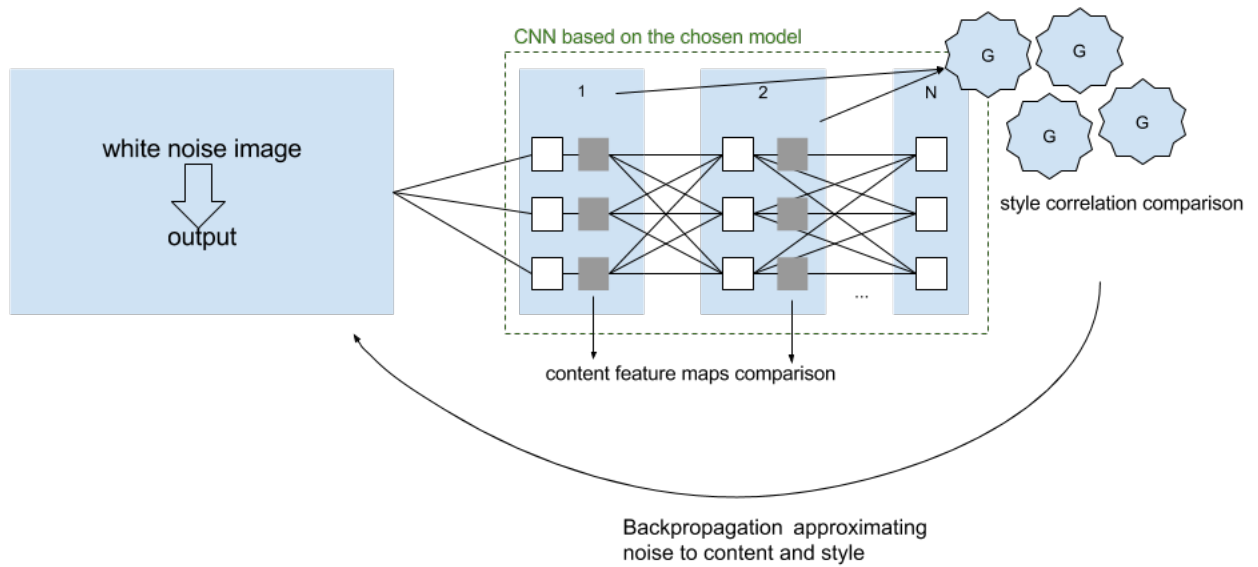 CNN based on the chosen model
white noise image
output
1
2
N
G
G
G
G
style correlation comparison
...
content feature maps comparison
Backpropagation approximating
noise to content and style